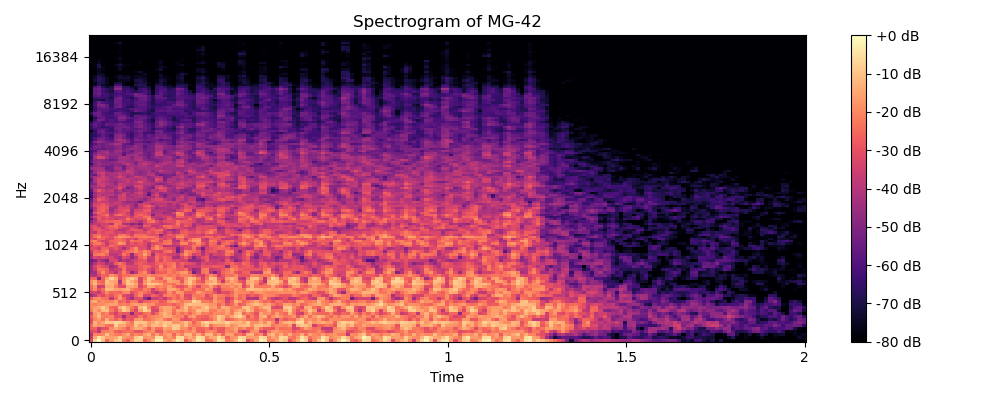 Spectrogram of MG-42
Hz
16384
8192
4096
2048
1024
512
0
0
0.5
1
1.5
2
Time
+0 dB
-10 dB
-20 dB
-30 dB
-40 dB
-50 dB
-60 dB
-70 dB
-80 dB